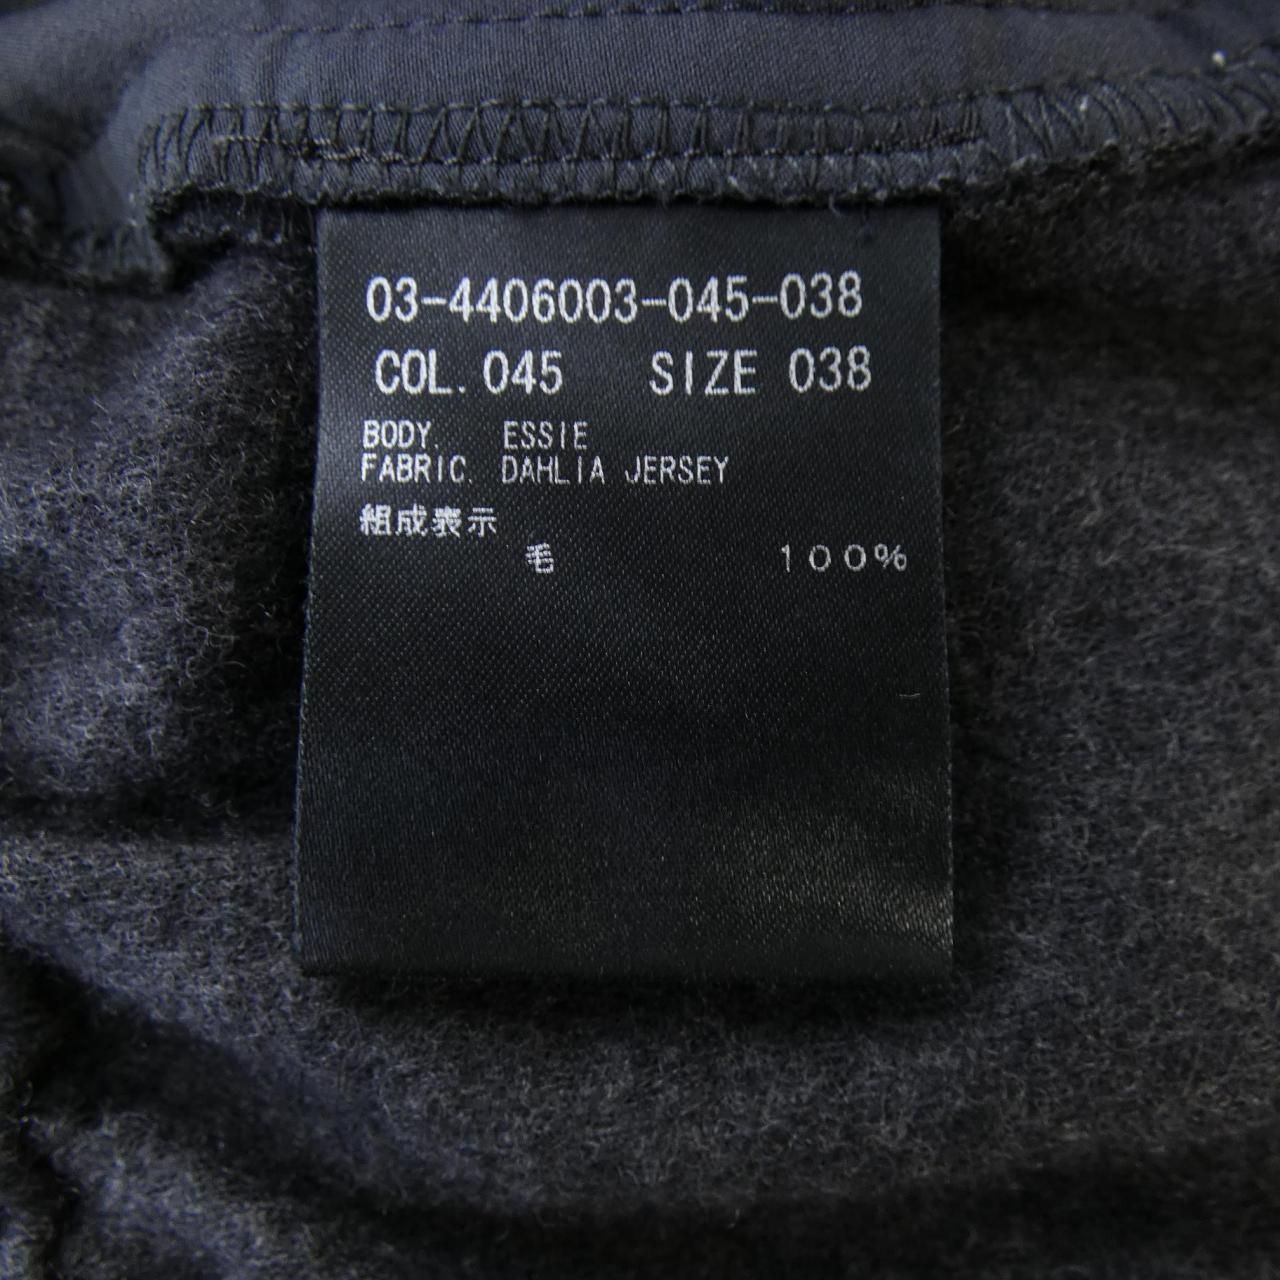 03-4406003-045-038
COL. 045 SIZE 038
BODY. ESSIE
FABRIC. DAHLIA JERSEY
組成表示
毛 100%